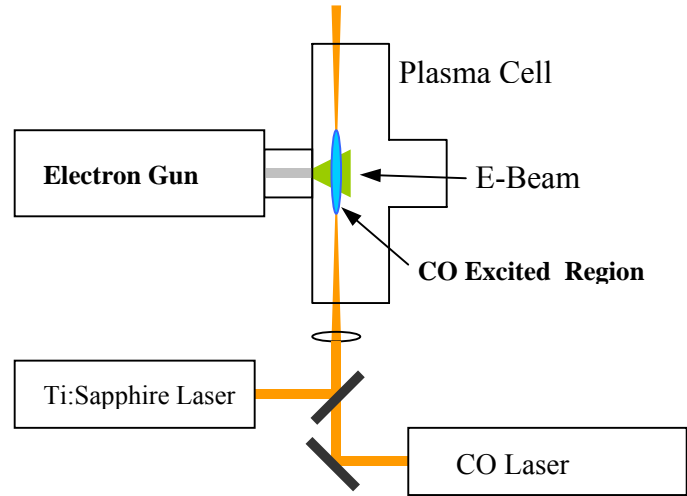 Plasma Cell
Electron Gun
E-Beam
CO Excited Region
Ti:Sapphire Laser
CO Laser